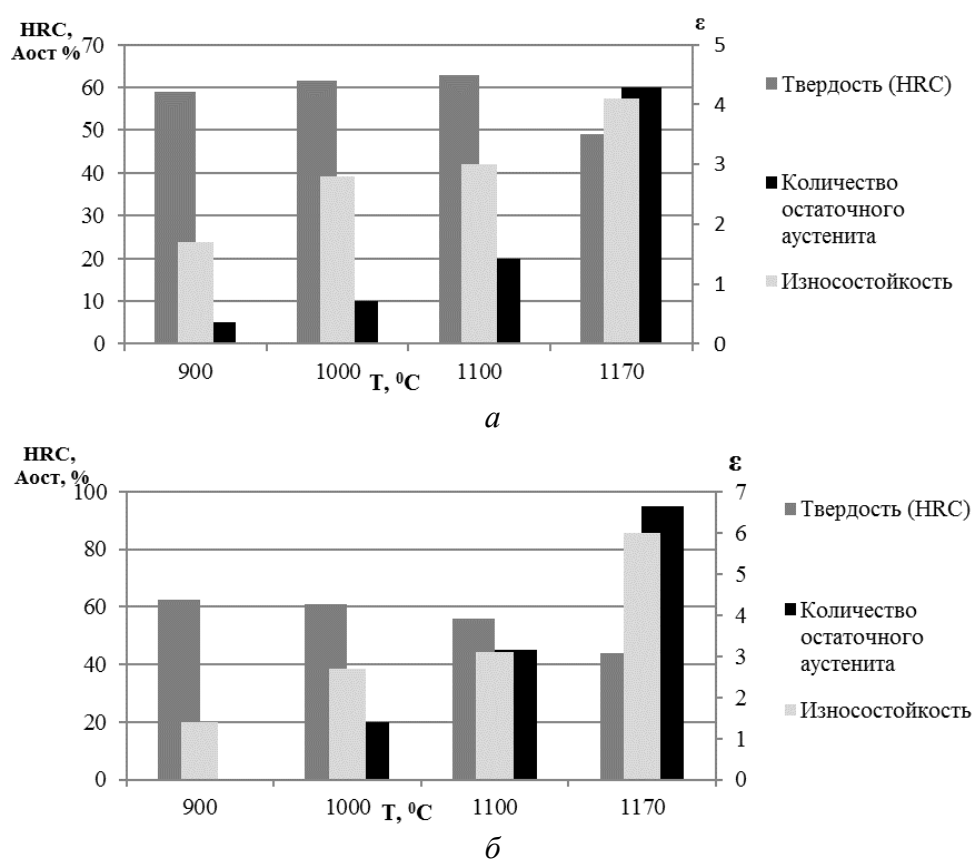 HRC,
Аост %
ε
70
60
50
40
30
20
10
0
5
4
3
2
1
0
900
1000
1100
1170
T, ⁰C
Твердость (HRC)
Количество
остаточного
аустенита
Износостойкость
а
HRC,
Аост, %
ε
100
80
60
40
20
0
7
6
5
4
3
2
1
0
900
1000
1100
1170
T, ⁰C
Твердость (HRC)
Количество
остаточного
аустенита
Износостойкость
б